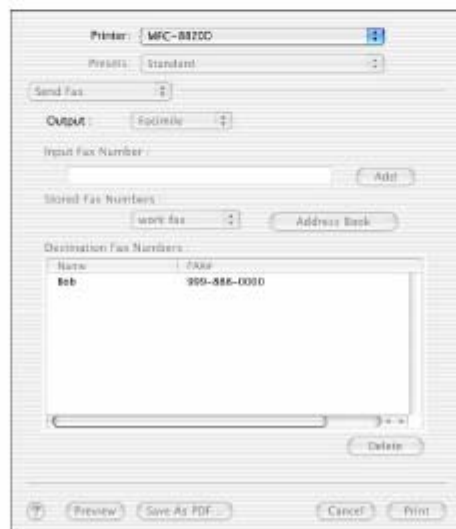 Printer: MFC-8820D
Presets: Standard
Send Fax
Output: Facimile
Input Fax Number:
Add
Stored Fax Numbers:
work fax Address Book
Destination Fax Numbers:
Name FAX#
Bob 999-888-0000
Delete
? Preview Save As PDF... Cancel Print